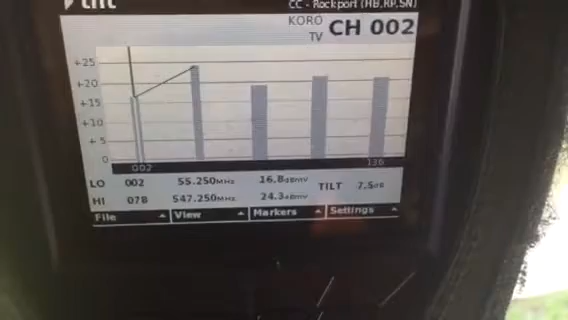 tilt
CC - Rockport (HB,RP,SN)
KORO CH 002
TV
+25
+20
+15
+10
+ 5
0
002 136
LO 002 55.250MHz 16.8dBmV TILT 7.5dB
HI 078 547.250MHz 24.3dBmV
File View Markers Settings